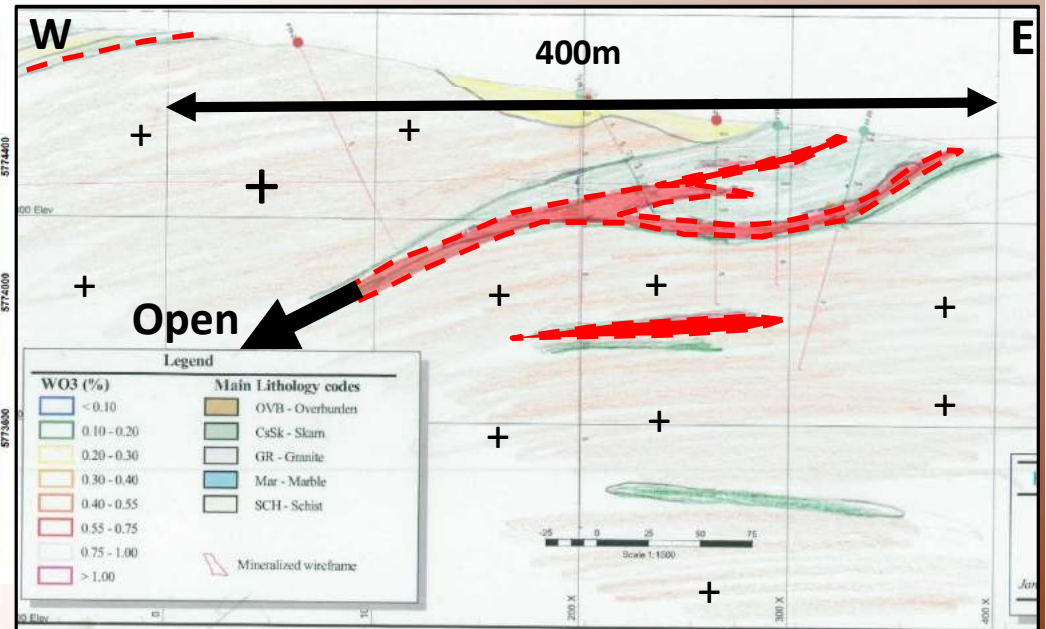 W
E
400m
5774400
5774000
5773600
Elev
Open
Legend
WO3 (%)
< 0.10
0.10 - 0.20
0.20 - 0.30
0.30 - 0.40
0.40 - 0.55
0.55 - 0.75
0.75 - 1.00
> 1.00
Main Lithology codes
OVB - Overburden
CsSk - Skarn
GR - Granite
Mar - Marble
SCH - Schist
Mineralized wireframe
-25 0 25 50 75
Scale 1:1500
Elev
0
200 X
300 X
400 X